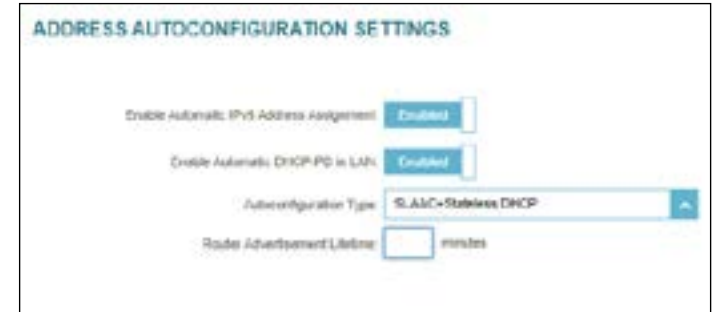 ADDRESS AUTOCONFIGURATION SETTINGS
Enable Automatic IPv6 Address Assignment: Enabled
Enable Automatic DHCP-PD in LAN: Enabled
Autoconfiguration Type: SLAAC+Stateless DHCP
Router Advertisement Lifetime: minutes